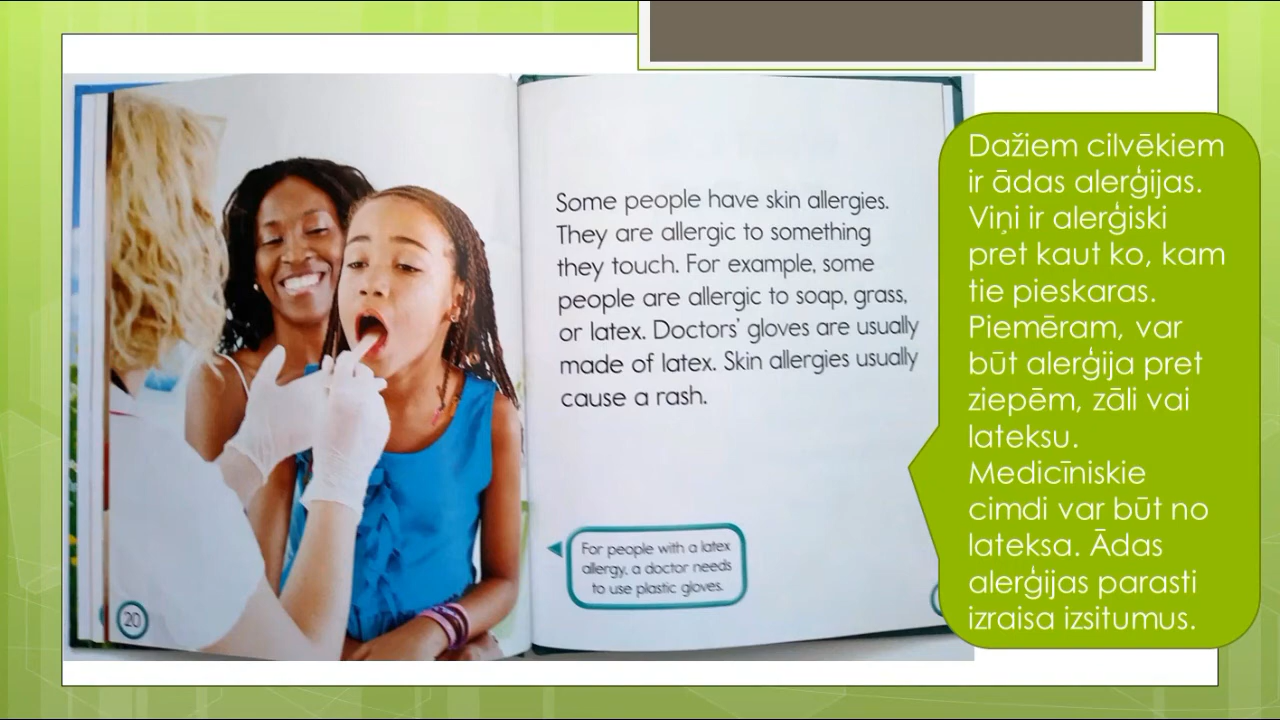 Some people have skin allergies.
They are allergic to something
they touch. For example, some
people are allergic to soap, grass,
or latex. Doctors' gloves are usually
made of latex. Skin allergies usually
cause a rash.
For people with a latex
allergy, a doctor needs
to use plastic gloves.
20
Dažiem cilvēkiem
ir ādas alerģijas.
Viņi ir alerģiski
pret kaut ko, kam
tie pieskaras.
Piemēram, var
būt alerģija pret
ziepēm, zāli vai
lateksu.
Medicīniskie
cimdi var būt no
lateksa. Ādas
alerģijas parasti
izraisa izsitumus.